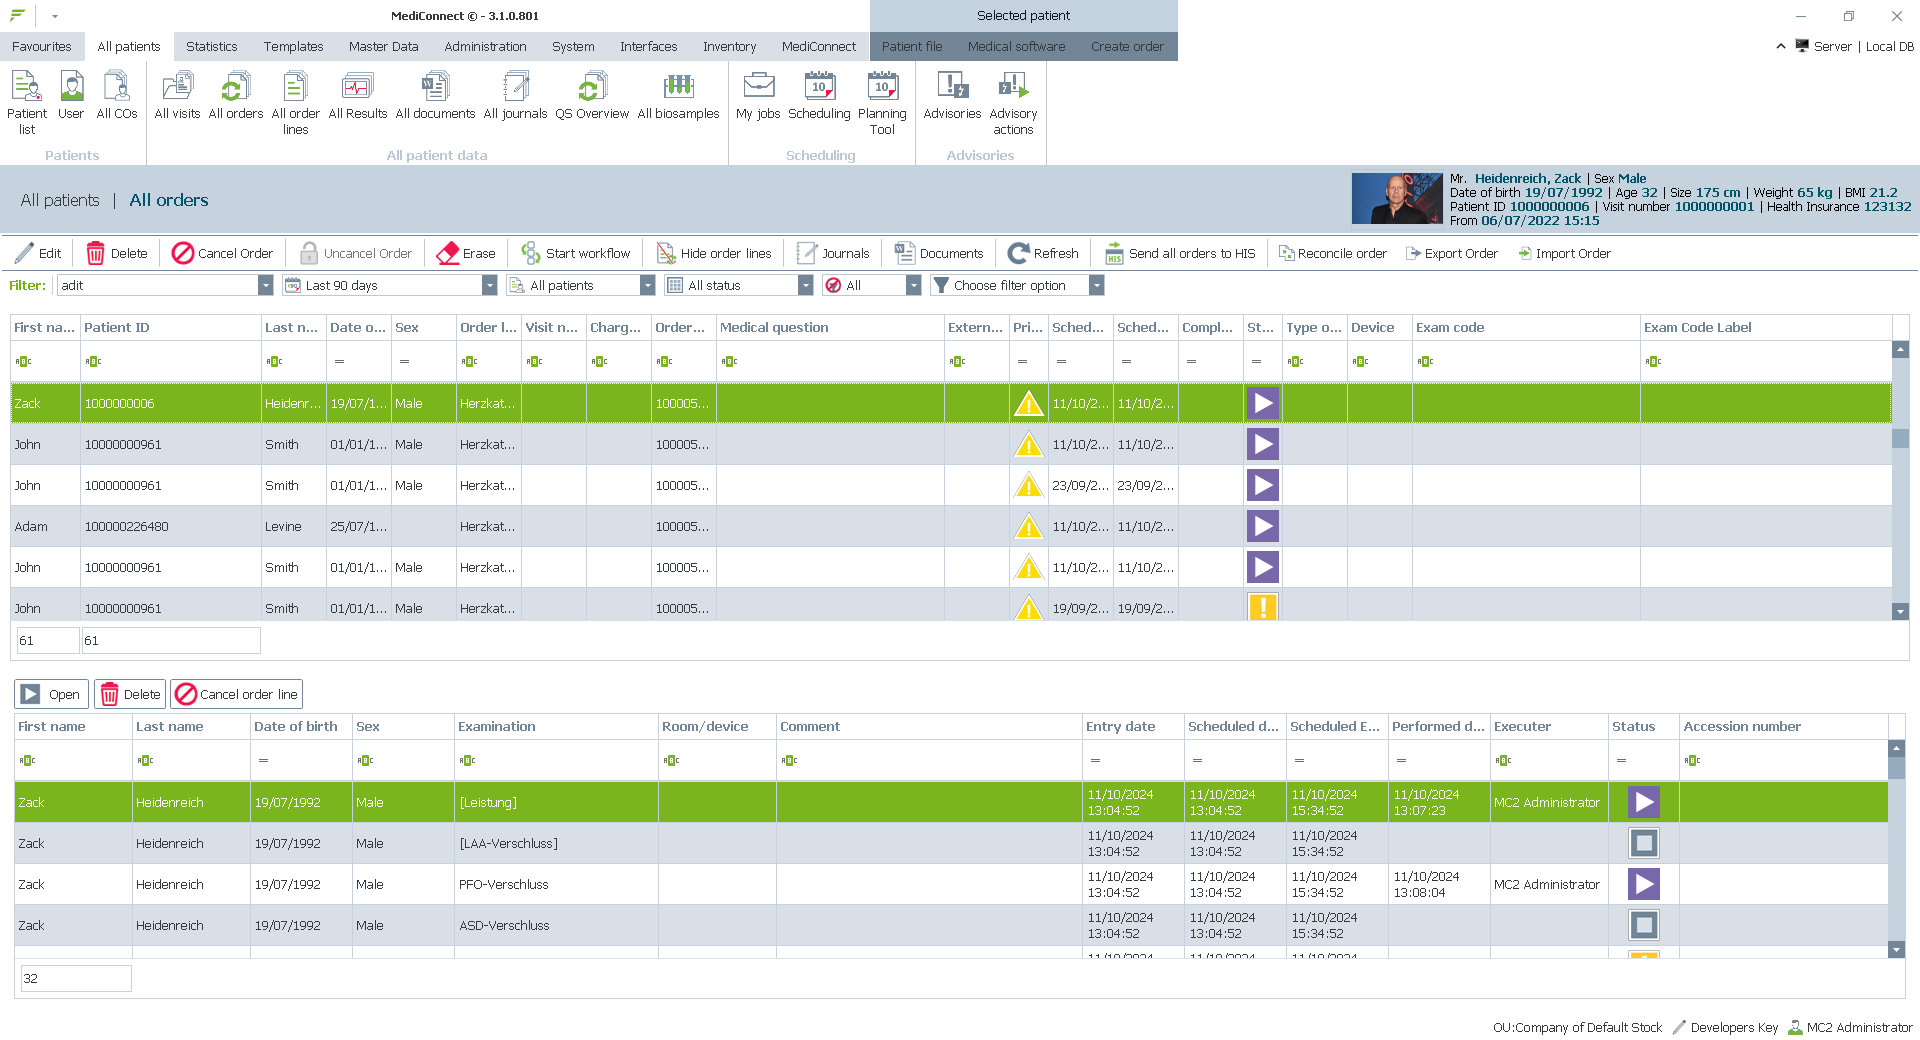 MediConnect © - 3.1.0.801
Selected patient
Favourites All patients Statistics Templates Master Data Administration System Interfaces Inventory MediConnect Patient file Medical software Create order
Server | Local DB
Patient list User All COs All visits All orders All order lines All Results All documents All journals QS Overview All biosamples My jobs Scheduling Planning Tool Advisories Advisory actions
Patients All patient data Scheduling Advisories
All patients | All orders
Mr. Heidenreich, Zack | Sex Male
Date of birth 19/07/1992 | Age 32 | Size 175 cm | Weight 65 kg | BMI 21.2
Patient ID 1000000006 | Visit number 1000000001 | Health Insurance 123132
From 06/07/2022 15:15
Edit Delete Cancel Order Uncancel Order Erase Start workflow Hide order lines Journals Documents Refresh Send all orders to HIS Reconcile order Export Order Import Order
Filter: adit Last 90 days All patients All status All Choose filter option
First na... Patient ID Last n... Date o... Sex Order l... Visit n... Charg... Order... Medical question Extern... Pri... Sched... Sched... Compl... St... Type o... Device Exam code Exam Code Label
Zack 1000000006 Heidenr... 19/07/1... Male Herzkat... 100005... 11/10/2... 11/10/2...
John 10000000961 Smith 01/01/1... Male Herzkat... 100005... 11/10/2... 11/10/2...
John 10000000961 Smith 01/01/1... Male Herzkat... 100005... 23/09/2... 23/09/2...
Adam 100000226480 Levine 25/07/1... Herzkat... 100005... 11/10/2... 11/10/2...
John 10000000961 Smith 01/01/1... Male Herzkat... 100005... 11/10/2... 11/10/2...
John 10000000961 Smith 01/01/1... Male Herzkat... 100005... 19/09/2... 19/09/2...
61 61
Open Delete Cancel order line
First name Last name Date of birth Sex Examination Room/device Comment Entry date Scheduled d... Scheduled E... Performed d... Executer Status Accession number
Zack Heidenreich 19/07/1992 Male [Leistung] 11/10/2024 13:04:52 11/10/2024 13:04:52 11/10/2024 15:34:52 11/10/2024 13:07:23 MC2 Administrator
Zack Heidenreich 19/07/1992 Male [LAA-Verschluss] 11/10/2024 13:04:52 11/10/2024 13:04:52 11/10/2024 15:34:52
Zack Heidenreich 19/07/1992 Male PFO-Verschluss 11/10/2024 13:04:52 11/10/2024 13:04:52 11/10/2024 15:34:52 11/10/2024 13:08:04 MC2 Administrator
Zack Heidenreich 19/07/1992 Male ASD-Verschluss 11/10/2024 13:04:52 11/10/2024 13:04:52 11/10/2024 15:34:52
32
OU:Company of Default Stock Developers Key MC2 Administrator